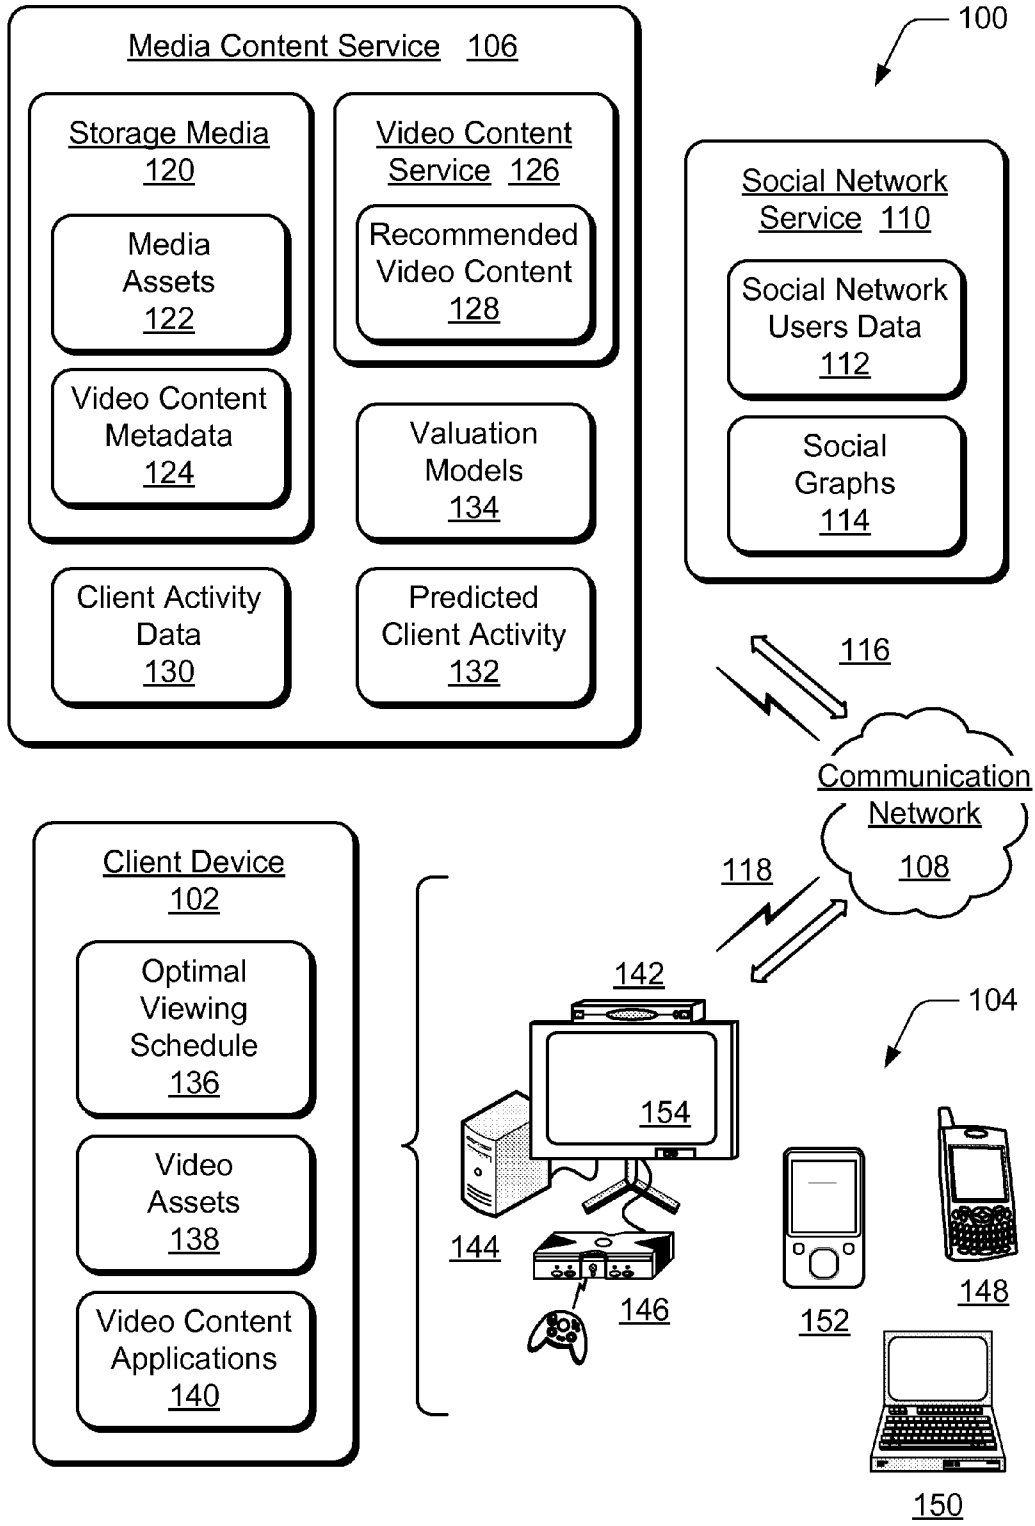 100
Media Content Service 106
Storage Media
120
Media
Assets
122
Video Content
Metadata
124
Video Content
Service 126
Recommended
Video Content
128
Valuation
Models
134
Client Activity
Data
130
Predicted
Client Activity
132
Social Network
Service 110
Social Network
Users Data
112
Social
Graphs
114
116
Communication
Network
108
118
Client Device
102
Optimal
Viewing
Schedule
136
Video
Assets
138
Video Content
Applications
140
142
104
154
144
146
152
148
150